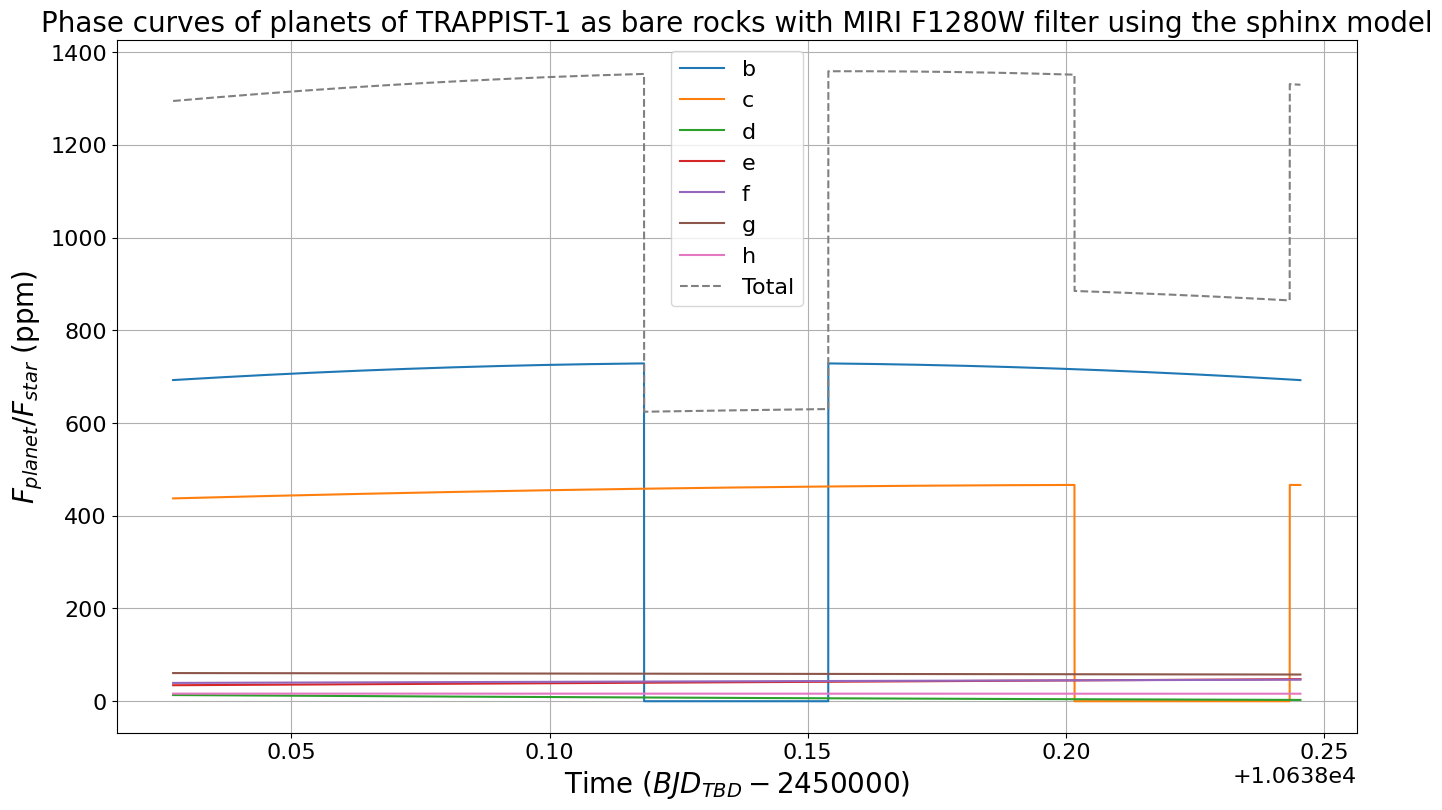 Phase curves of planets of TRAPPIST-1 as bare rocks with MIRI F1280W filter using the sphinx model
1400
1200
1000
800
600
400
200
0
F_planet/F_star (ppm)
b
c
d
e
f
g
h
Total
0.05 0.10 0.15 0.20 0.25
+1.0638e4
Time (BJD_TBD − 2450000)